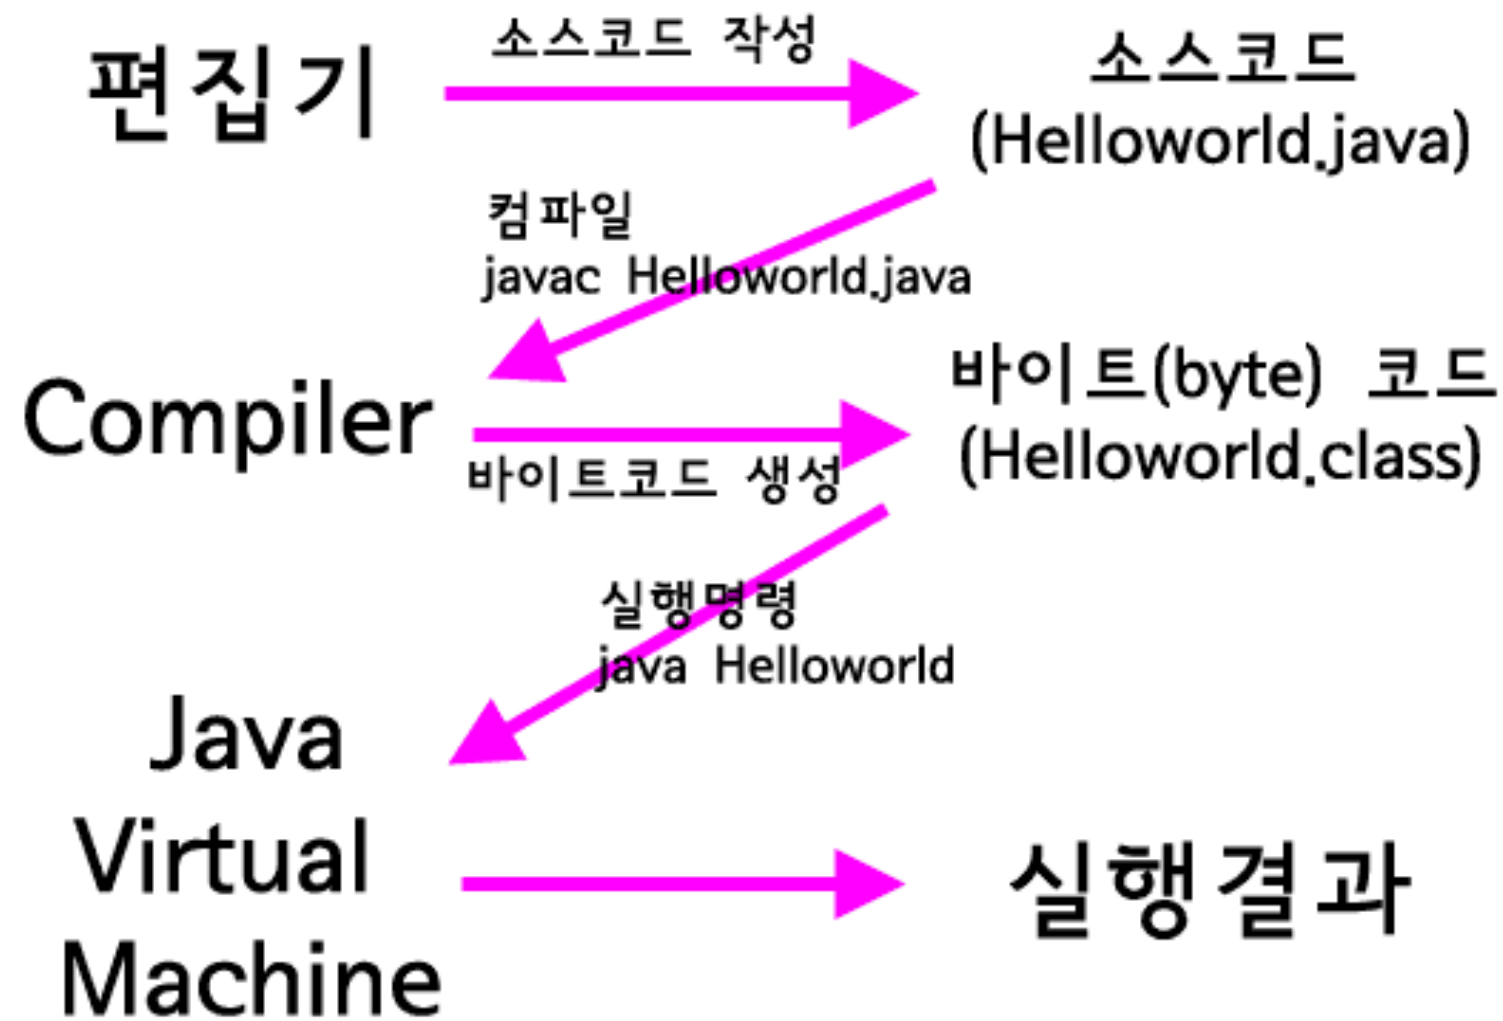 편집기
소스코드 작성
소스코드
(Helloworld.java)
컴파일
javac Helloworld.java
Compiler
바이트코드 생성
바이트(byte) 코드
(Helloworld.class)
실행명령
java Helloworld
Java
Virtual
Machine
실행결과